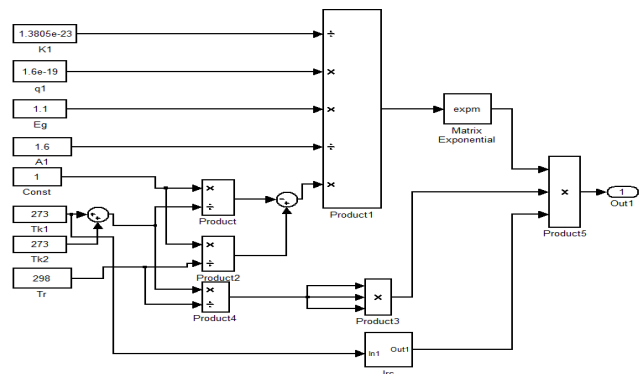 1.3805e-23
K1
÷
1.6e-19
q1
×
1.1
Eg
×
1.6
A1
÷
1
Const
×
÷
Product
- +
×
Product1
expm
Matrix
Exponential
×
Product5
1
Out1
273
Tk1
+ +
273
Tk2
298
Tr
×
÷
Product2
×
÷
Product4
×
Product3
In1 Out1
Irs